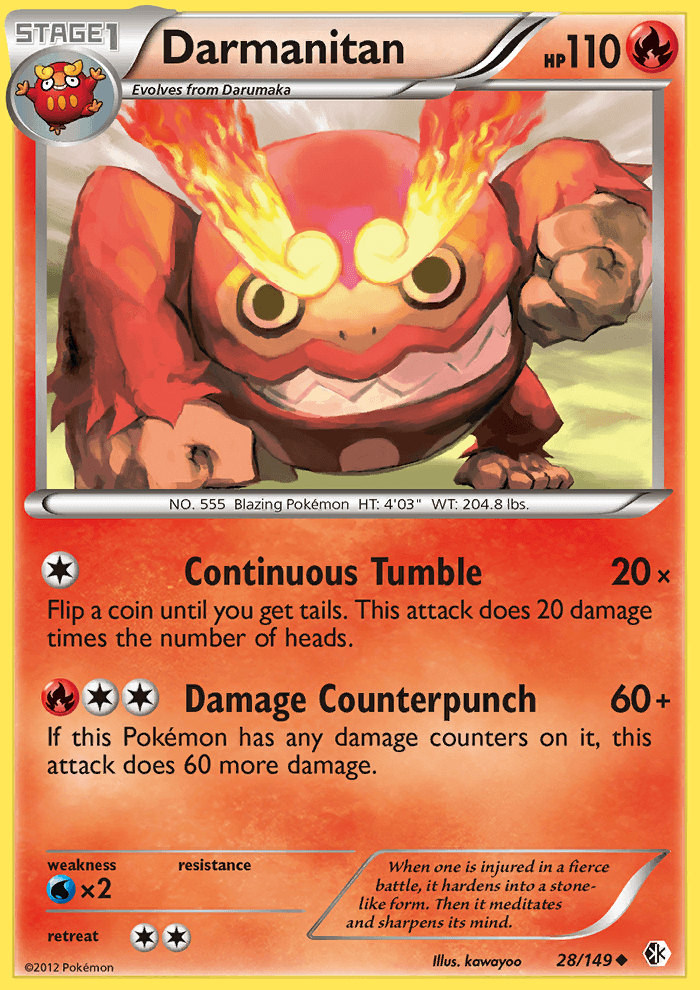 STAGE1
Darmanitan
HP110
Evolves from Darumaka
NO. 555 Blazing Pokémon HT: 4'03" WT: 204.8 lbs.
Continuous Tumble 20×
Flip a coin until you get tails. This attack does 20 damage
times the number of heads.
Damage Counterpunch 60+
If this Pokémon has any damage counters on it, this
attack does 60 more damage.
weakness resistance
×2
When one is injured in a fierce
battle, it hardens into a stone-
like form. Then it meditates
and sharpens its mind.
retreat
©2012 Pokémon
Illus. kawayoo 28/149